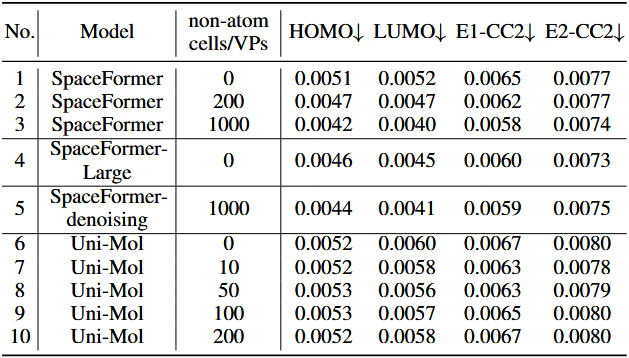 No. Model non-atom cells/VPs HOMO↓ LUMO↓ E1-CC2↓ E2-CC2↓
1 SpaceFormer 0 0.0051 0.0052 0.0065 0.0077
2 SpaceFormer 200 0.0047 0.0047 0.0062 0.0077
3 SpaceFormer 1000 0.0042 0.0040 0.0058 0.0074
4 SpaceFormer-Large 0 0.0046 0.0045 0.0060 0.0073
5 SpaceFormer-denoising 1000 0.0044 0.0041 0.0059 0.0075
6 Uni-Mol 0 0.0052 0.0060 0.0067 0.0080
7 Uni-Mol 10 0.0052 0.0058 0.0063 0.0078
8 Uni-Mol 50 0.0053 0.0056 0.0063 0.0079
9 Uni-Mol 100 0.0053 0.0057 0.0065 0.0080
10 Uni-Mol 200 0.0052 0.0058 0.0067 0.0080